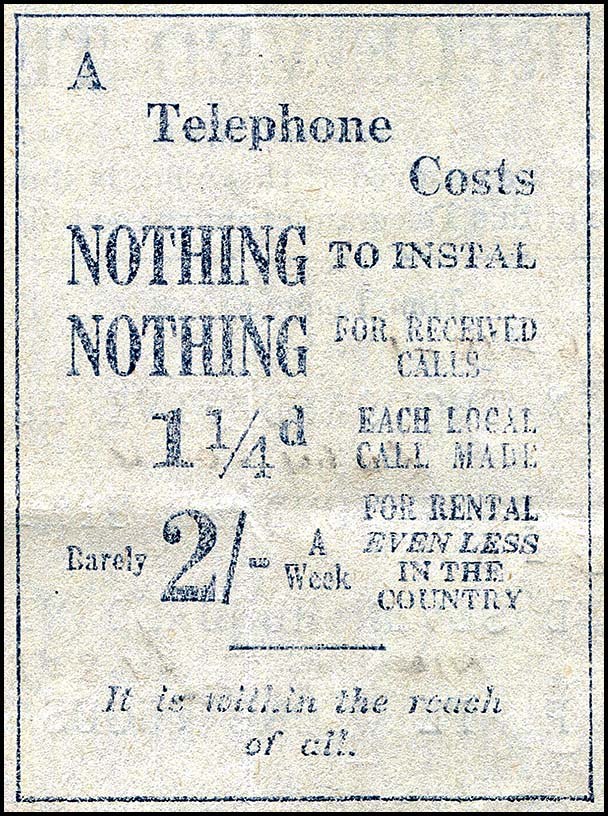 A
Telephone
Costs
NOTHING TO INSTAL
NOTHING FOR RECEIVED
CALLS
1¼d EACH LOCAL
CALL MADE
Barely 2/- A Week FOR RENTAL
EVEN LESS
IN THE
COUNTRY
It is within the reach
of all.